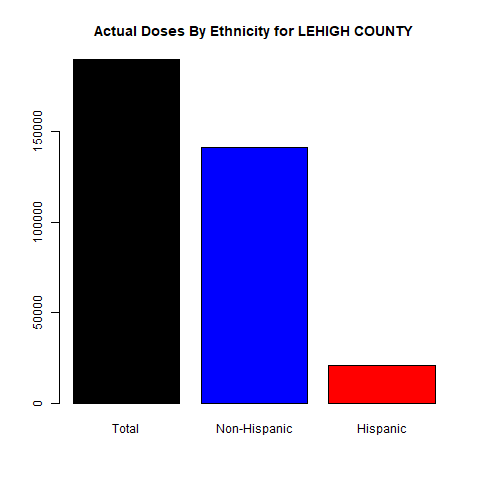 Actual Doses By Ethnicity for LEHIGH COUNTY
150000
100000
50000
0
Total Non-Hispanic Hispanic